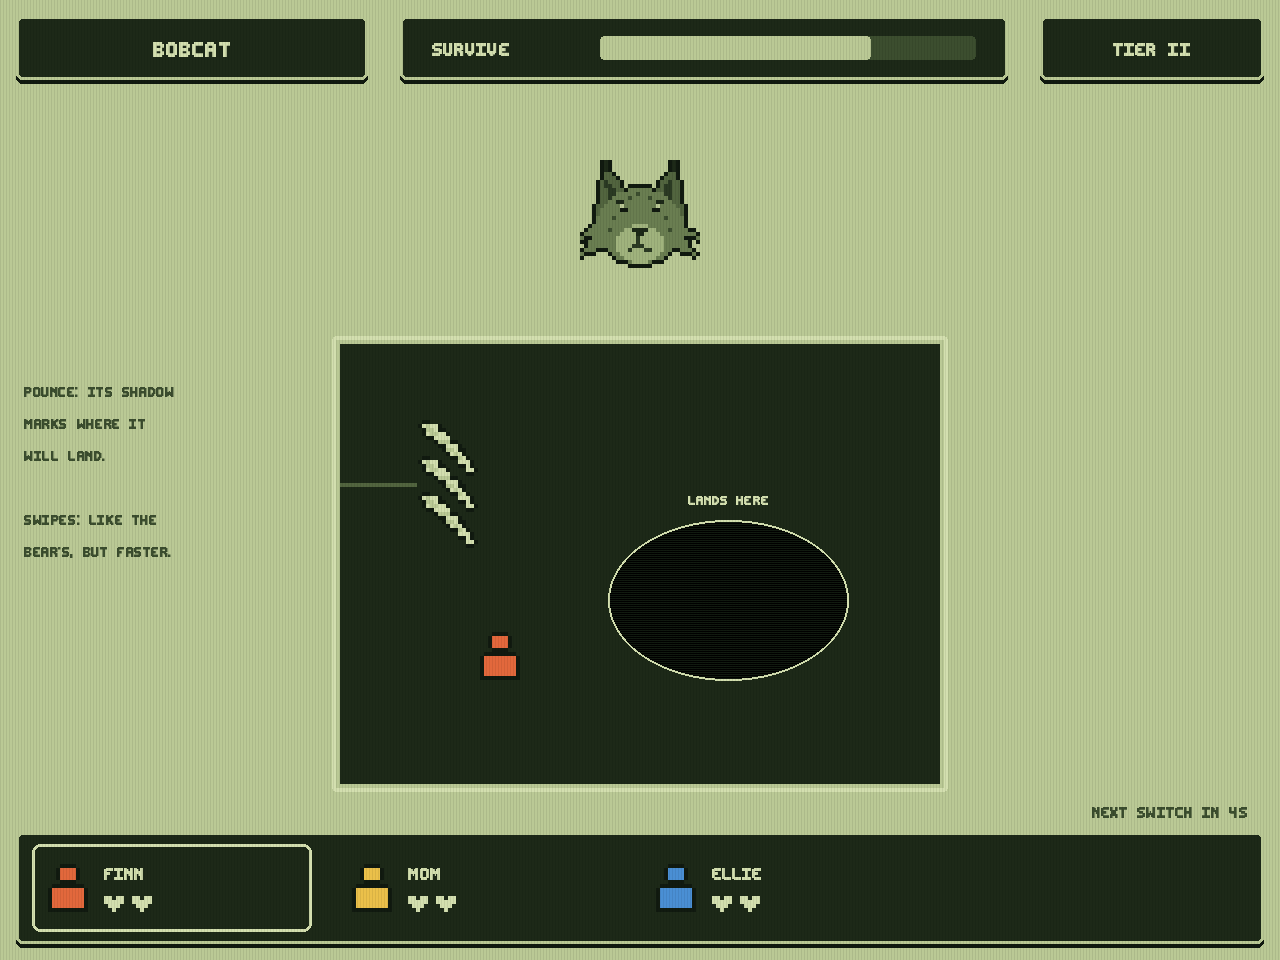 BOBCAT
SURVIVE
TIER II
POUNCE: ITS SHADOW
MARKS WHERE IT
WILL LAND.
SWIPES: LIKE THE
BEAR'S, BUT FASTER.
LANDS HERE
NEXT SWITCH IN 4S
FINN
MOM
ELLIE